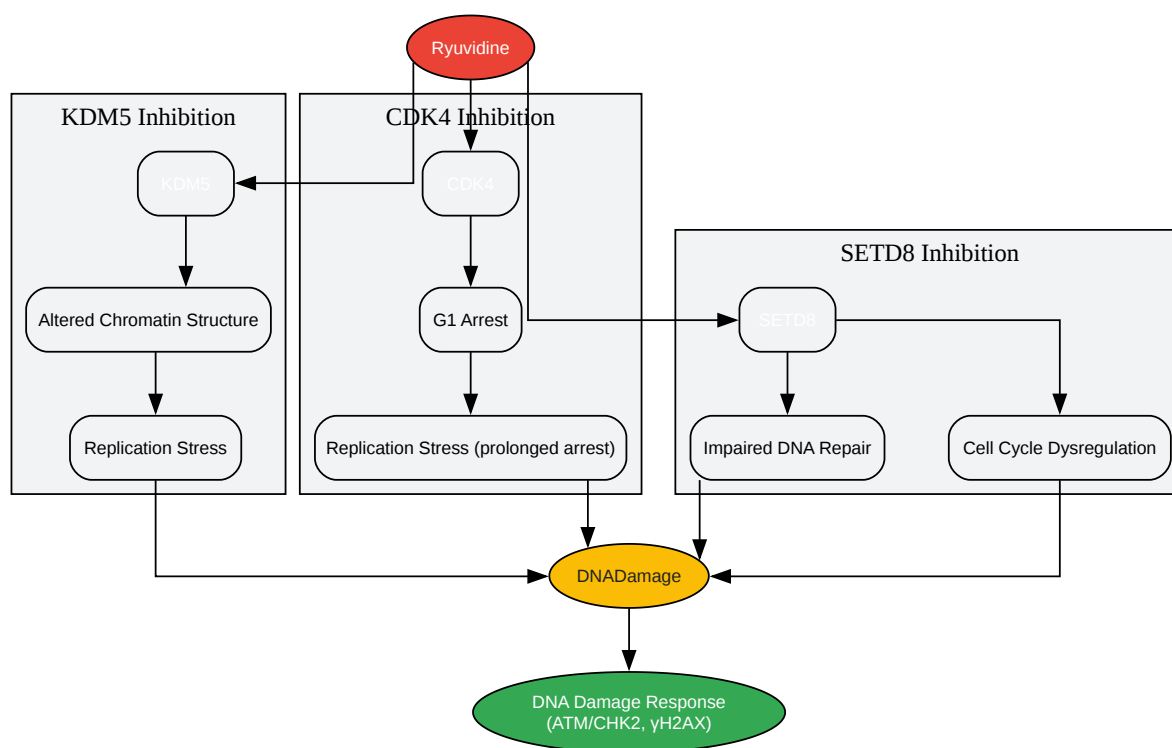 Ryuvidine
KDM5 Inhibition
CDK4 Inhibition
KDM5
CDK4
SETD8 Inhibition
Altered Chromatin Structure
G1 Arrest
SETD8
Replication Stress
Replication Stress (prolonged arrest)
Impaired DNA Repair
Cell Cycle Dysregulation
DNADamage
DNA Damage Response
(ATM/CHK2, γH2AX)